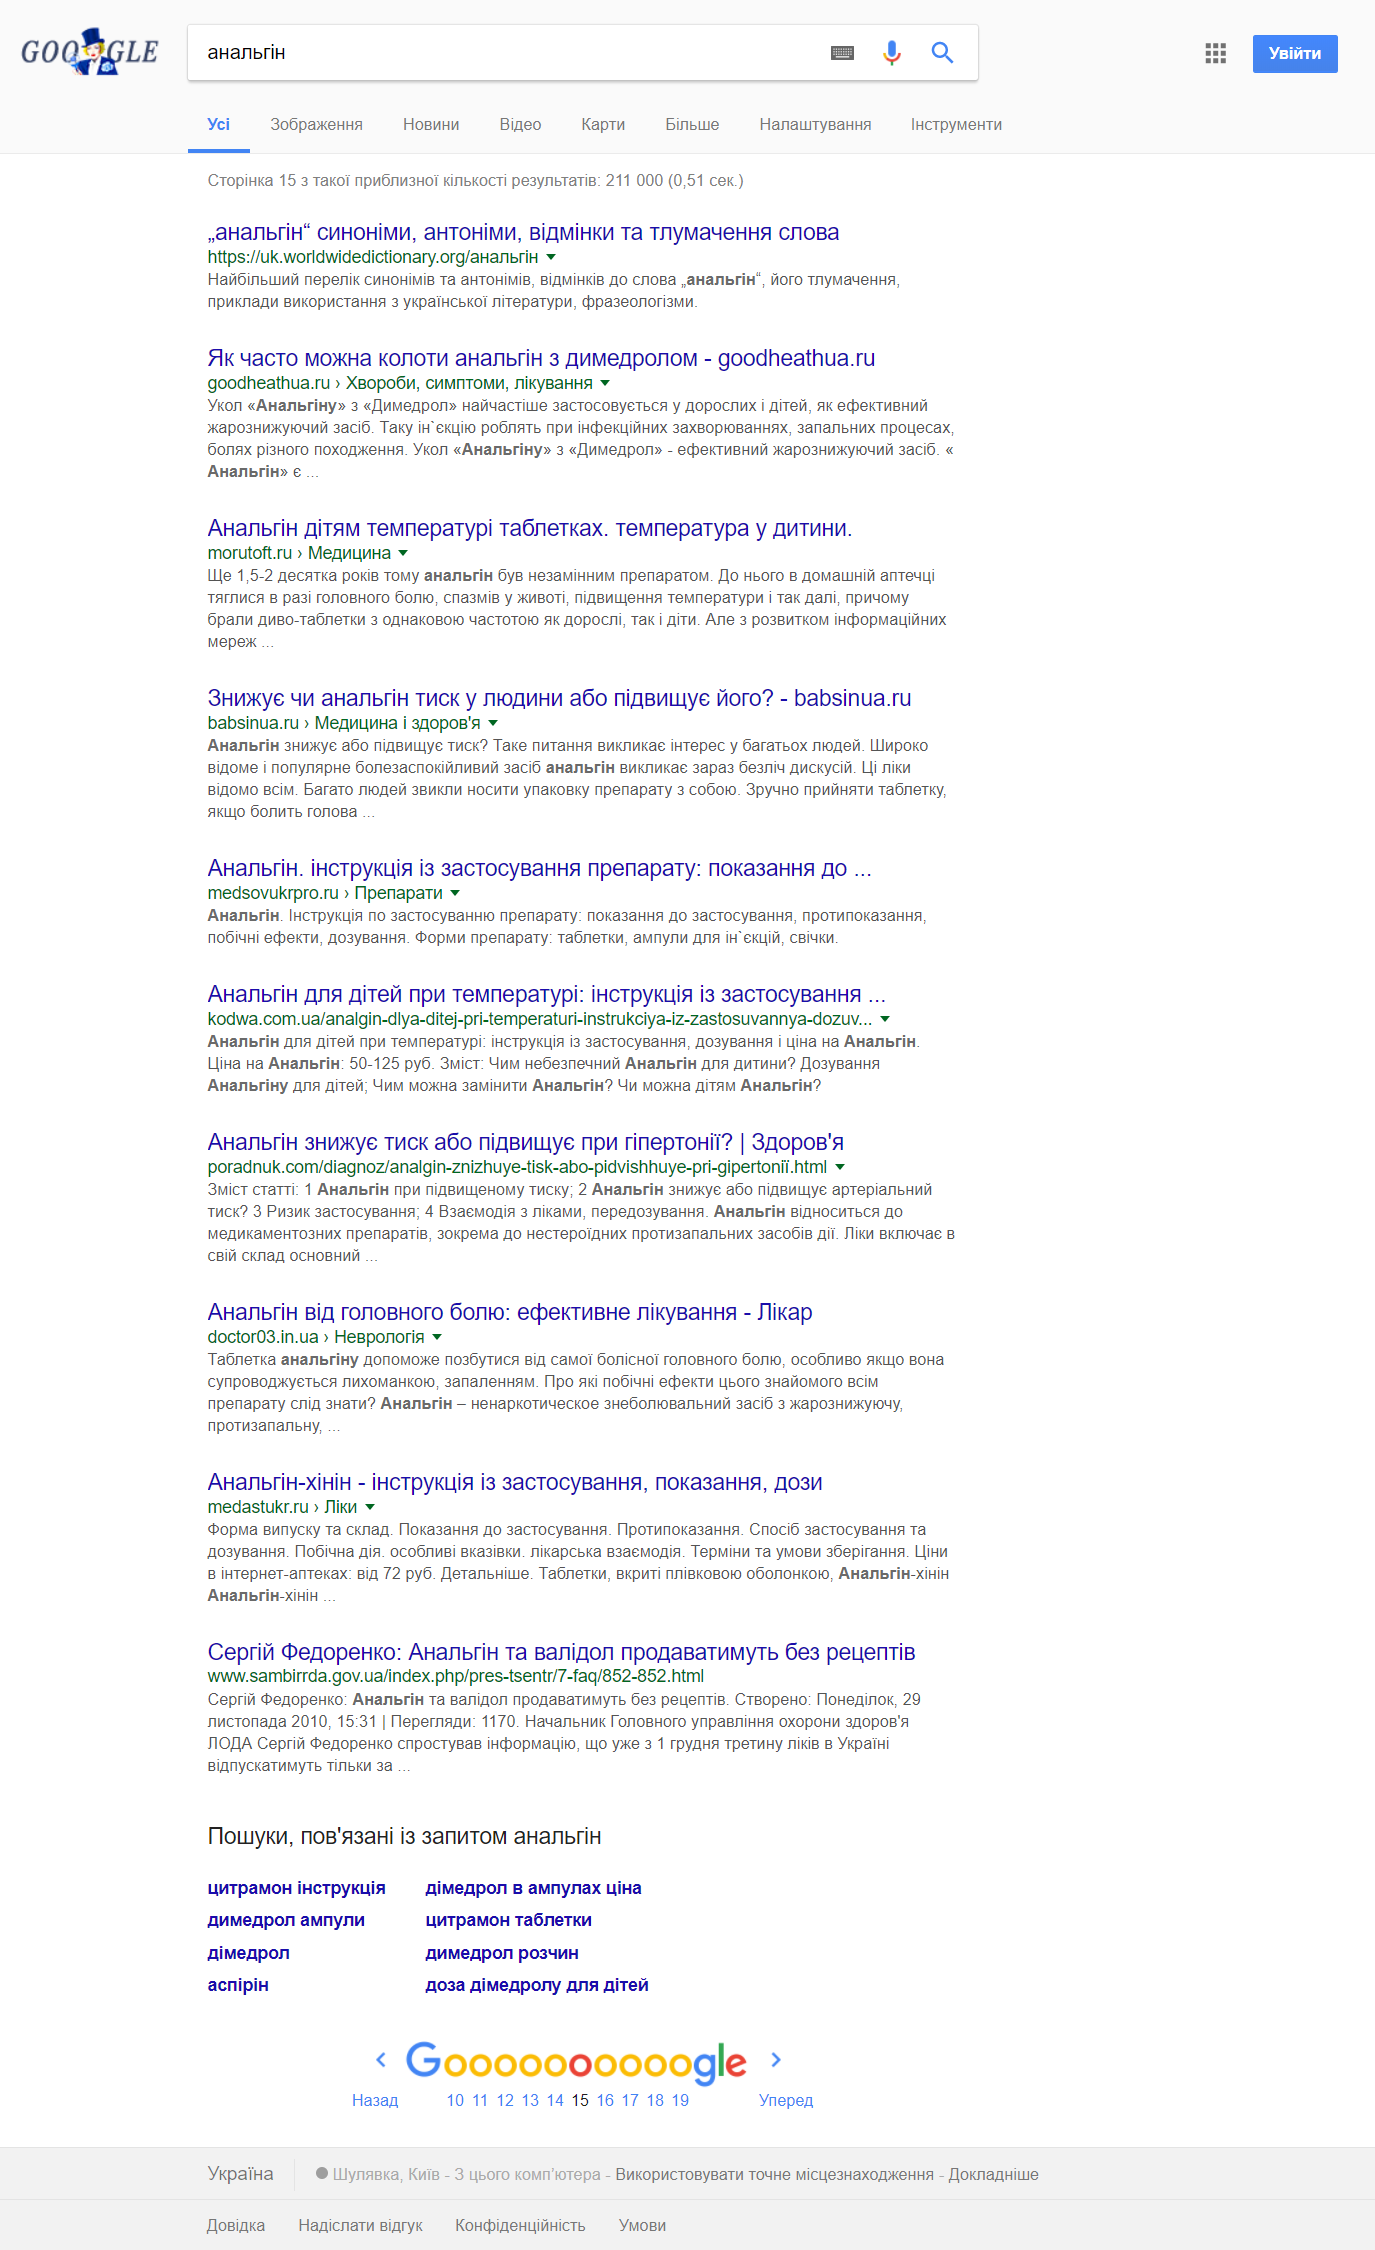 GOOGLE
анальгін
Увійти
Усі Зображення Новини Відео Карти Більше Налаштування Інструменти
Сторінка 15 з такої приблизної кількості результатів: 211 000 (0,51 сек.)
„анальгін“ синоніми, антоніми, відмінки та тлумачення слова
https://uk.worldwidedictionary.org/анальгін
Найбільший перелік синонімів та антонімів, відмінків до слова „анальгін“, його тлумачення,
приклади використання з української літератури, фразеологізми.
Як часто можна колоти анальгін з димедролом - goodheathua.ru
goodheathua.ru › Хвороби, симптоми, лікування
Укол «Анальгіну» з «Димедрол» найчастіше застосовується у дорослих і дітей, як ефективний
жарознижуючий засіб. Таку ін`єкцію роблять при інфекційних захворюваннях, запальних процесах,
болях різного походження. Укол «Анальгіну» з «Димедрол» - ефективний жарознижуючий засіб. «
Анальгін» є ...
Анальгін дітям температурі таблетках. температура у дитини.
morutoft.ru › Медицина
Ще 1,5-2 десятка років тому анальгін був незамінним препаратом. До нього в домашній аптечці
тяглися в разі головного болю, спазмів у животі, підвищення температури і так далі, причому
брали диво-таблетки з однаковою частотою як дорослі, так і діти. Але з розвитком інформаційних
мереж ...
Знижує чи анальгін тиск у людини або підвищує його? - babsinua.ru
babsinua.ru › Медицина і здоров'я
Анальгін знижує або підвищує тиск? Таке питання викликає інтерес у багатьох людей. Широко
відоме і популярне болезаспокійливий засіб анальгін викликає зараз безліч дискусій. Ці ліки
відомо всім. Багато людей звикли носити упаковку препарату з собою. Зручно прийняти таблетку,
якщо болить голова ...
Анальгін. інструкція із застосування препарату: показання до ...
medsovukrpro.ru › Препарати
Анальгін. Інструкція по застосуванню препарату: показання до застосування, протипоказання,
побічні ефекти, дозування. Форми препарату: таблетки, ампули для ін`єкцій, свічки.
Анальгін для дітей при температурі: інструкція із застосування ...
kodwa.com.ua/analgin-dlya-ditej-pri-temperaturi-instrukciya-iz-zastosuvannya-dozuv...
Анальгін для дітей при температурі: інструкція із застосування, дозування і ціна на Анальгін.
Ціна на Анальгін: 50-125 руб. Зміст: Чим небезпечний Анальгін для дитини? Дозування
Анальгіну для дітей; Чим можна замінити Анальгін? Чи можна дітям Анальгін?
Анальгін знижує тиск або підвищує при гіпертонії? | Здоров'я
poradnuk.com/diagnoz/analgin-znizhuye-tisk-abo-pidvishhuye-pri-gipertonії.html
Зміст статті: 1 Анальгін при підвищеному тиску; 2 Анальгін знижує або підвищує артеріальний
тиск? 3 Ризик застосування; 4 Взаємодія з ліками, передозування. Анальгін відноситься до
медикаментозних препаратів, зокрема до нестероїдних протизапальних засобів дії. Ліки включає в
свій склад основний ...
Анальгін від головного болю: ефективне лікування - Лікар
doctor03.in.ua › Неврологія
Таблетка анальгіну допоможе позбутися від самої болісної головного болю, особливо якщо вона
супроводжується лихоманкою, запаленням. Про які побічні ефекти цього знайомого всім
препарату слід знати? Анальгін – ненаркотическое знеболювальний засіб з жарознижуючу,
протизапальну, ...
Анальгін-хінін - інструкція із застосування, показання, дози
medastukr.ru › Ліки
Форма випуску та склад. Показання до застосування. Протипоказання. Спосіб застосування та
дозування. Побічна дія. особливі вказівки. лікарська взаємодія. Терміни та умови зберігання. Ціни
в інтернет-аптеках: від 72 руб. Детальніше. Таблетки, вкриті плівковою оболонкою, Анальгін-хінін
Анальгін-хінін ...
Сергій Федоренко: Анальгін та валідол продаватимуть без рецептів
www.sambirrda.gov.ua/index.php/pres-tsentr/7-faq/852-852.html
Сергій Федоренко: Анальгін та валідол продаватимуть без рецептів. Створено: Понеділок, 29
листопада 2010, 15:31 | Перегляди: 1170. Начальник Головного управління охорони здоров'я
ЛОДА Сергій Федоренко спростував інформацію, що уже з 1 грудня третину ліків в Україні
відпускатимуть тільки за ...
Пошуки, пов'язані із запитом анальгін
цитрамон інструкція дімедрол в ампулах ціна
димедрол ампули цитрамон таблетки
дімедрол димедрол розчин
аспірін доза дімедролу для дітей
Goooooooooogle
Назад 10 11 12 13 14 15 16 17 18 19 Уперед
Україна Шулявка, Київ - З цього комп'ютера - Використовувати точне місцезнаходження - Докладніше
Довідка Надіслати відгук Конфіденційність Умови